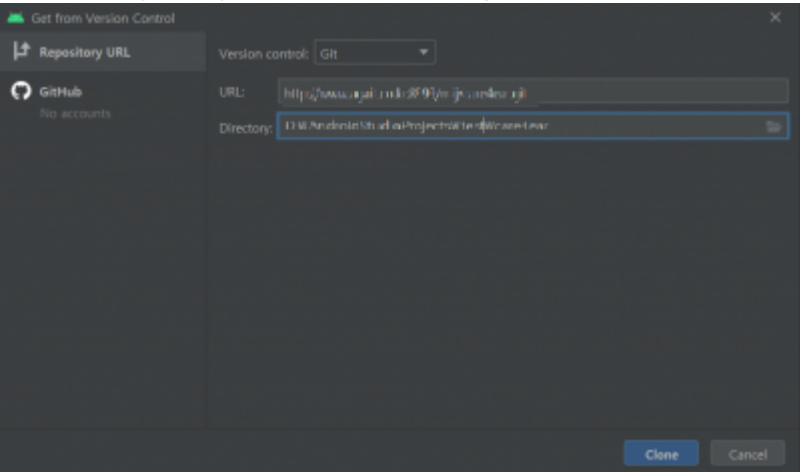 Get from Version Control
Repository URL
Version control: Git
GitHub
No accounts
URL:
Directory:
Clone
Cancel